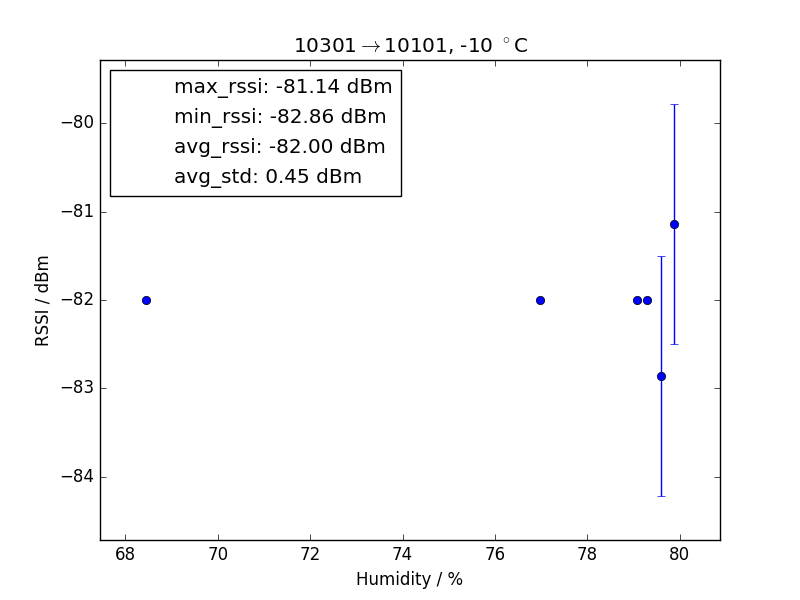 10301→10101, -10 °C
max_rssi: -81.14 dBm
min_rssi: -82.86 dBm
avg_rssi: -82.00 dBm
avg_std: 0.45 dBm
RSSI / dBm
−80
−81
−82
−83
−84
68 70 72 74 76 78 80
Humidity / %